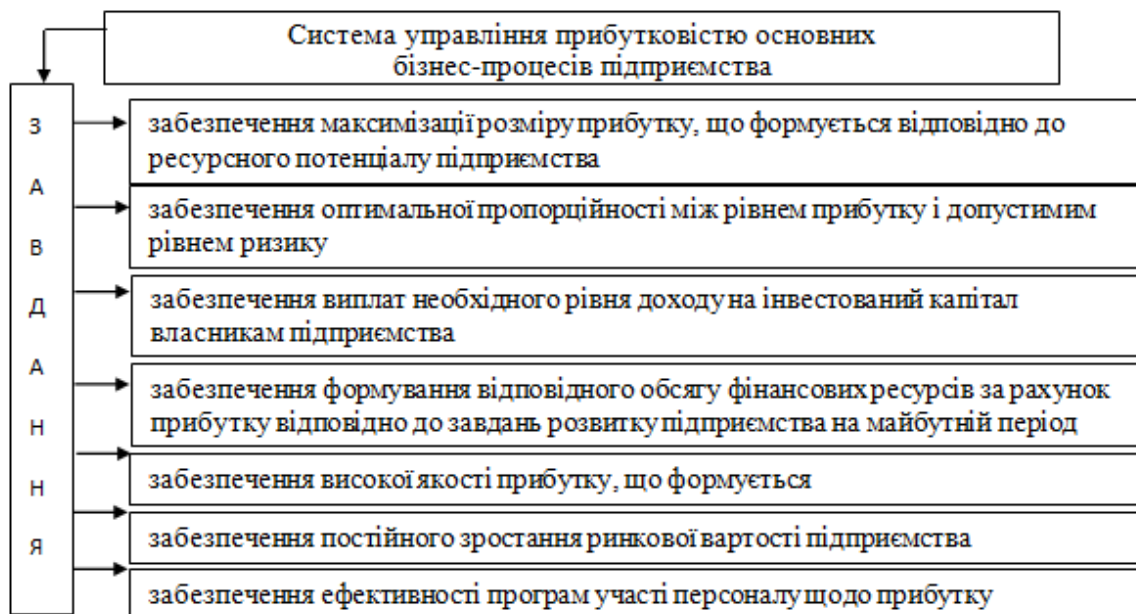 Система управління прибутковістю основних
бізнес-процесів підприємства
З
А
В
Д
А
Н
Н
Я
забезпечення максимізації розміру прибутку, що формується відповідно до
ресурсного потенціалу підприємства
забезпечення оптимальної пропорційності між рівнем прибутку і допустимим
рівнем ризику
забезпечення виплат необхідного рівня доходу на інвестований капітал
власникам підприємства
забезпечення формування відповідного обсягу фінансових ресурсів за рахунок
прибутку відповідно до завдань розвитку підприємства на майбутній період
забезпечення високої якості прибутку, що формується
забезпечення постійного зростання ринкової вартості підприємства
забезпечення ефективності програм участі персоналу щодо прибутку